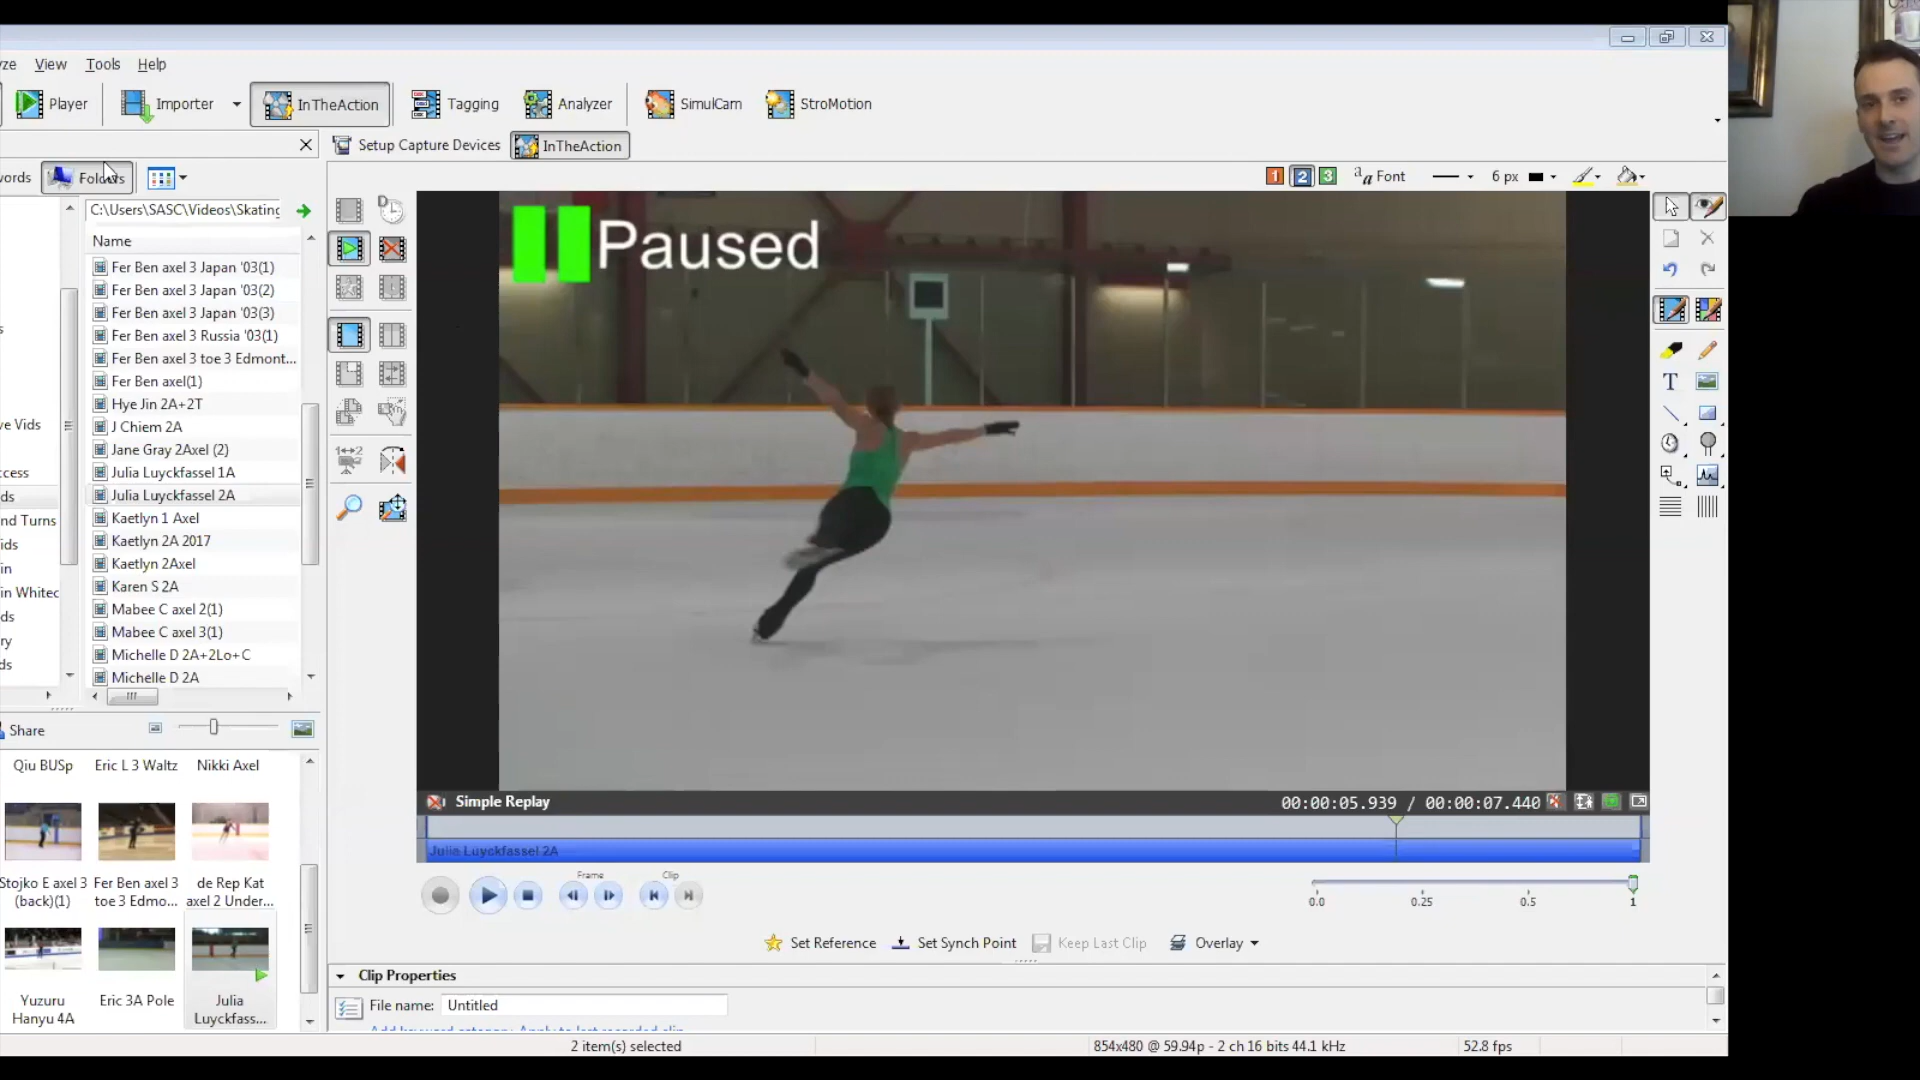 ze View Tools Help
Player Importer InTheAction Tagging Analyzer SimulCam StroMotion
Setup Capture Devices InTheAction
ords Folders
1 2 3 aa Font 6 px
C:\Users\SASC\Videos\Skating
Name
Paused
Fer Ben axel 3 Japan '03(1)
Fer Ben axel 3 Japan '03(2)
Fer Ben axel 3 Japan '03(3)
s Fer Ben axel 3 Russia '03(1)
Fer Ben axel 3 toe 3 Edmont...
Fer Ben axel(1)
Hye Jin 2A+2T
ye Vids J Chiem 2A
Jane Gray 2Axel (2)
ccess Julia Luyckfassel 1A
ds Julia Luyckfassel 2A
nd Turns Kaetlyn 1 Axel
ids Kaetlyn 2A 2017
in Kaetlyn 2Axel
in Whitec Karen S 2A
ds Mabee C axel 2(1)
ry Mabee C axel 3(1)
ds Michelle D 2A+2Lo+C
Michelle D 2A
Share
Qiu BUSp Eric L 3 Waltz Nikki Axel
Stojko E axel 3 (back)(1)
Fer Ben axel 3 toe 3 Edmo...
de Rep Kat axel 2 Under...
Yuzuru Hanyu 4A
Eric 3A Pole
Julia Luyckfass...
Simple Replay 00:00:05.939 / 00:00:07.440
Julia Luyckfassel 2A
Frame Clip
0.0 0.25 0.5 1
Set Reference Set Synch Point Keep Last Clip Overlay
Clip Properties
File name: Untitled
Add keyword category Apply to last recorded clip
2 item(s) selected 854x480 @ 59.94p - 2 ch 16 bits 44.1 kHz 52.8 fps